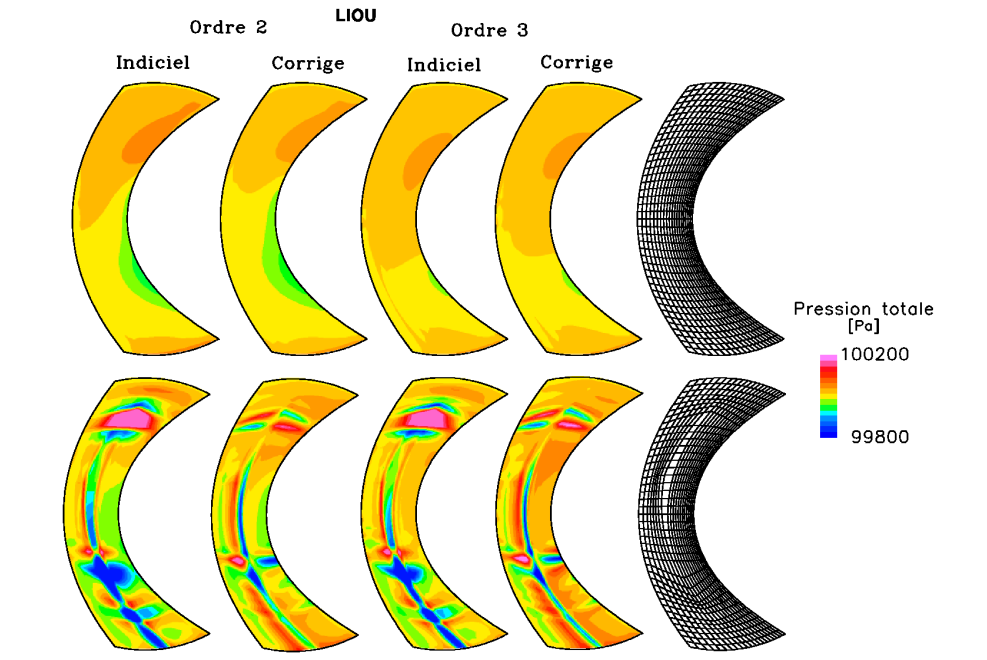 LIOU
Ordre 2
Ordre 3
Indiciel
Corrige
Indiciel
Corrige
Pression totale
[Pa]
100200
99800